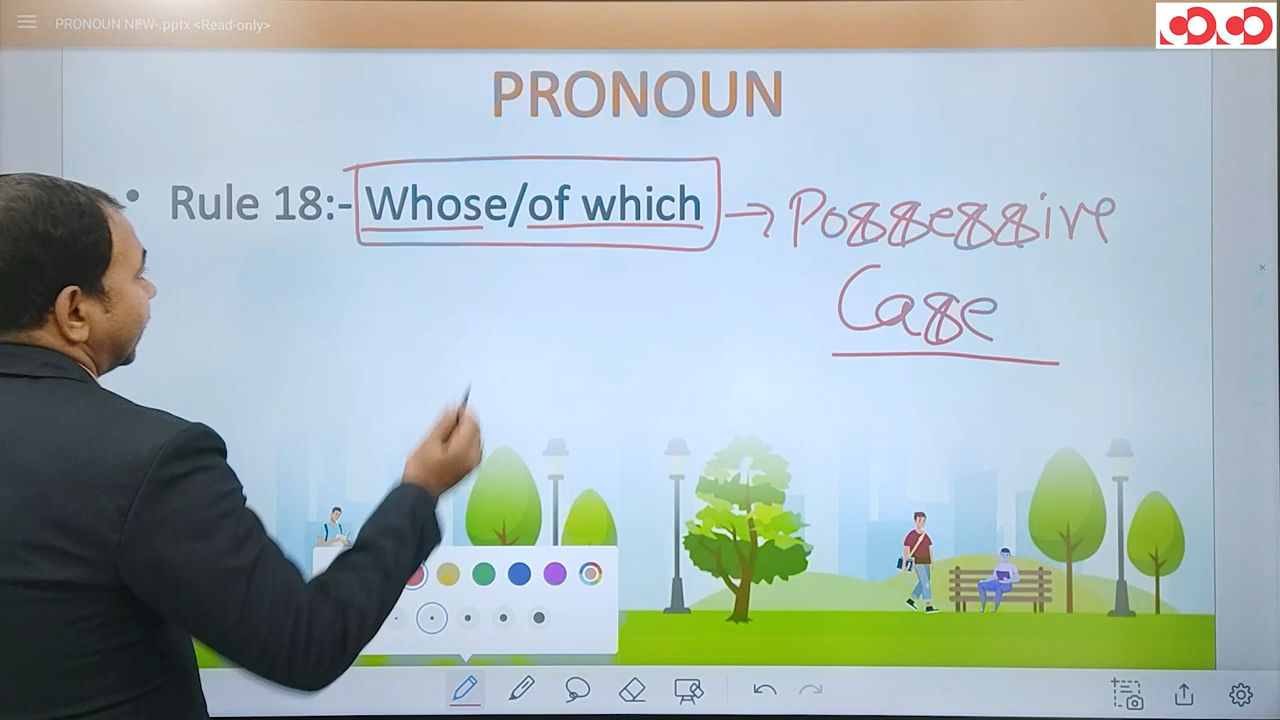 PRONOUN NEW-.pptx <Read-only>
PRONOUN
• Rule 18:- Whose/of which → Possessive
Case